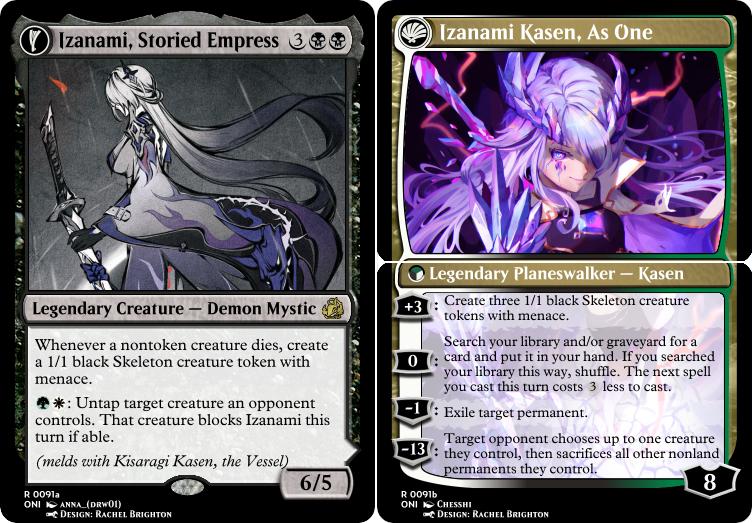 Izanami, Storied Empress 3
Legendary Creature — Demon Mystic
Whenever a nontoken creature dies, create
a 1/1 black Skeleton creature token with
menace.
: Untap target creature an opponent
controls. That creature blocks Izanami this
turn if able.
(melds with Kisaragi Kasen, the Vessel)
6/5
R 0091a
ONI ANNA_(DRW01)
Design: Rachel Brighton
Izanami Kasen, As One
Legendary Planeswalker — Kasen
+3: Create three 1/1 black Skeleton creature
tokens with menace.
Search your library and/or graveyard for a
card and put it in your hand. If you searched
0: your library this way, shuffle. The next spell
you cast this turn costs 3 less to cast.
-1: Exile target permanent.
Target opponent chooses up to one creature
-13: they control, then sacrifices all other nonland
permanents they control.
8
R 0091b
ONI Chesshi
Design: Rachel Brighton